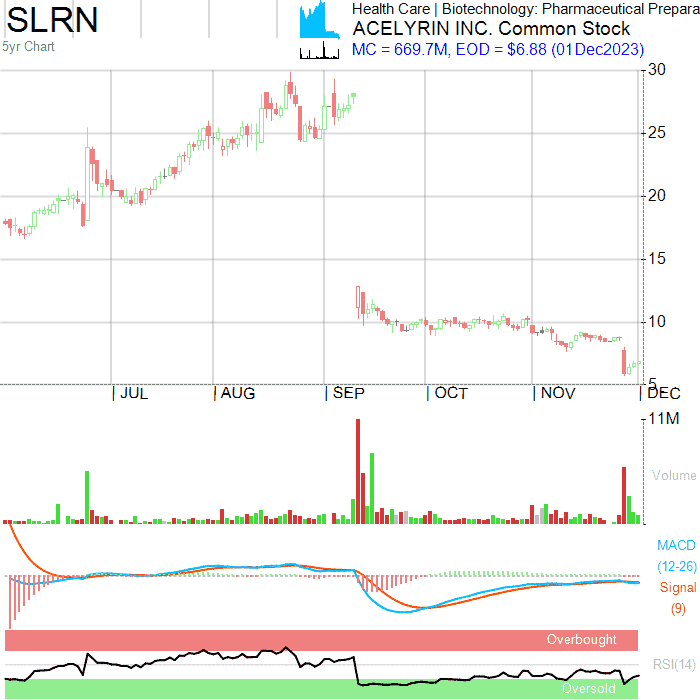 SLRN
5yr Chart
Health Care | Biotechnology: Pharmaceutical Prepara
ACELYRIN INC. Common Stock
MC = 669.7M, EOD = $6.88 (01Dec2023)
30
25
20
15
10
5
| JUL | AUG | SEP | OCT | NOV | DEC
11M
Volume
MACD
(12-26)
Signal
(9)
Overbought
RSI(14)
Oversold